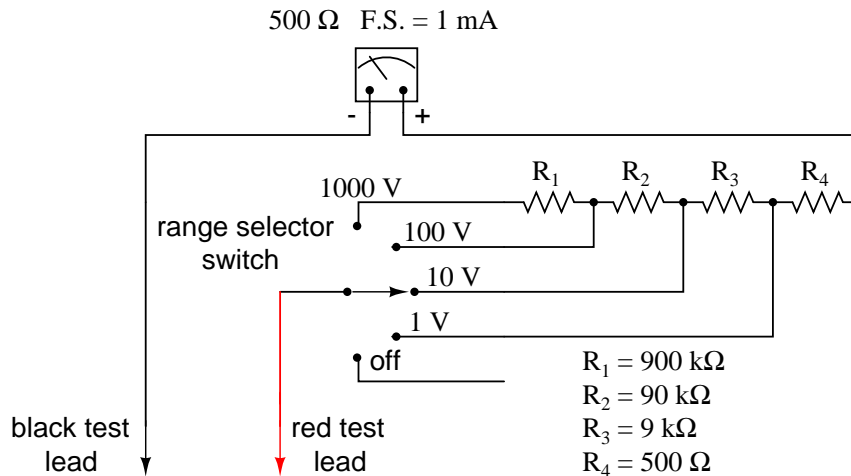 500 Ω F.S. = 1 mA
- +
R1 R2 R3 R4
1000 V
range selector
switch
100 V
10 V
1 V
off
R1 = 900 kΩ
R2 = 90 kΩ
R3 = 9 kΩ
R4 = 500 Ω
black test
lead
red test
lead